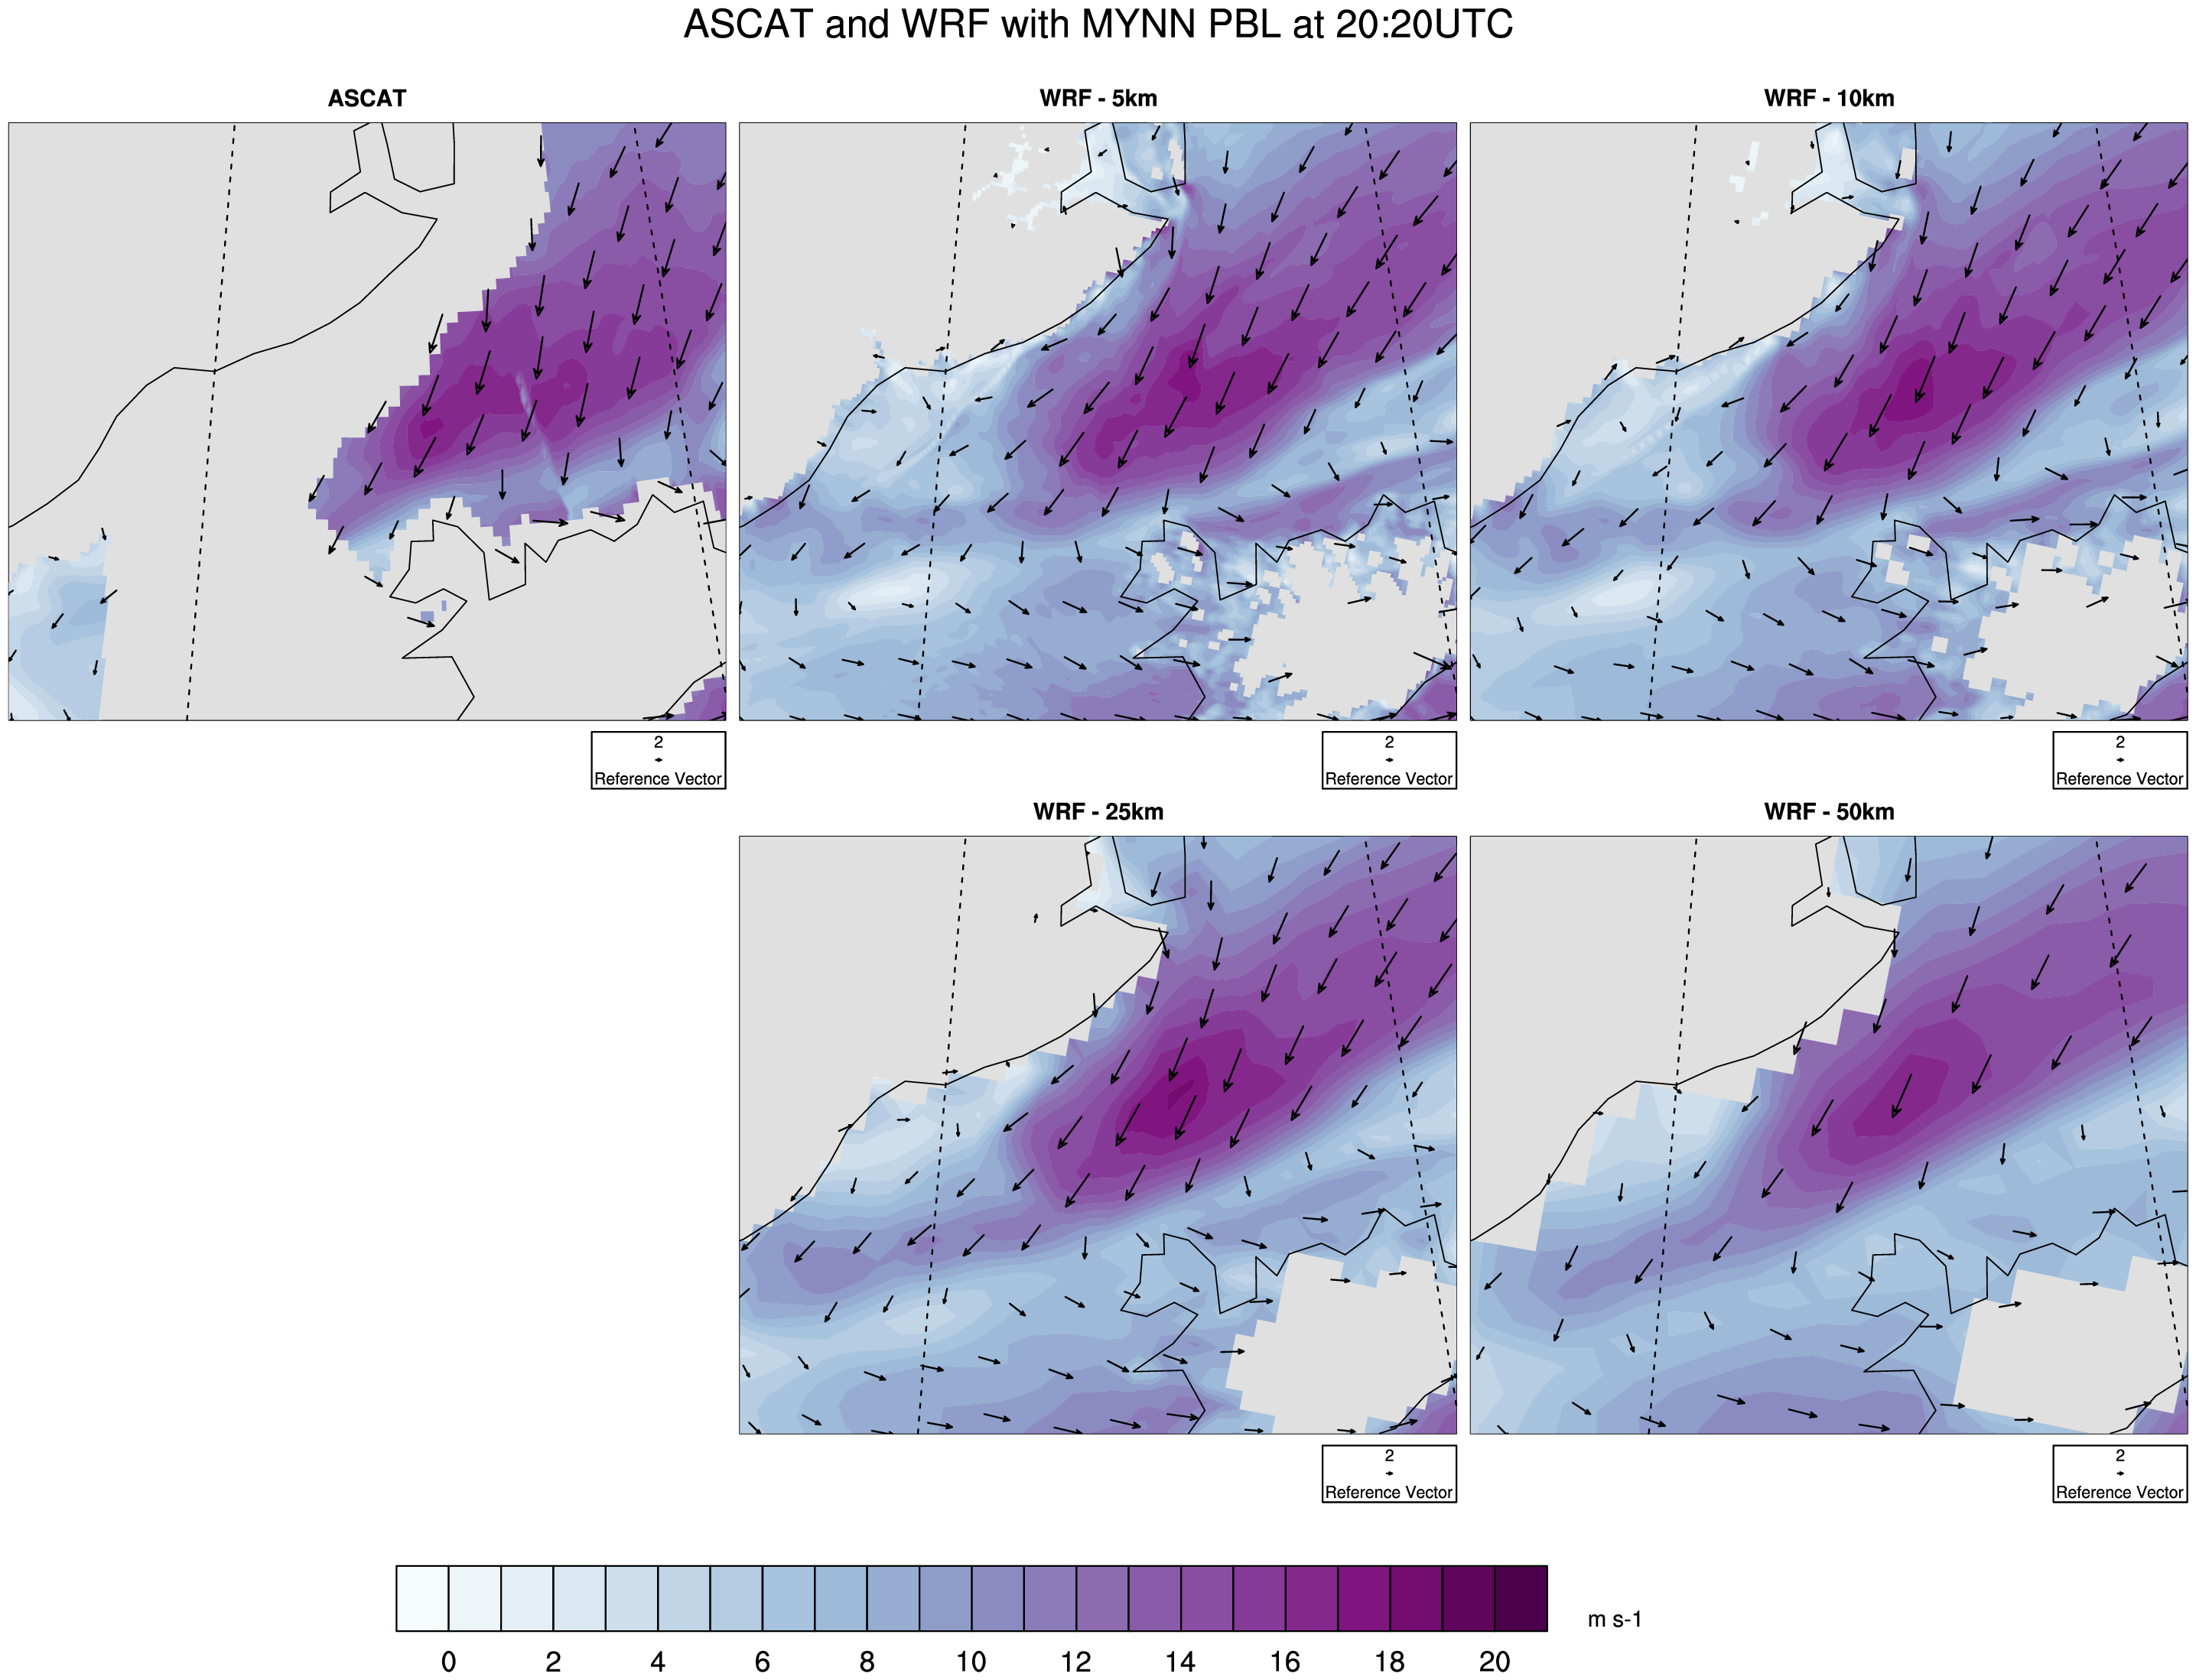 ASCAT and WRF with MYNN PBL at 20:20UTC
ASCAT
WRF - 5km
WRF - 10km
2
Reference Vector
2
Reference Vector
2
Reference Vector
WRF - 25km
WRF - 50km
2
Reference Vector
2
Reference Vector
m s-1
0 2 4 6 8 10 12 14 16 18 20